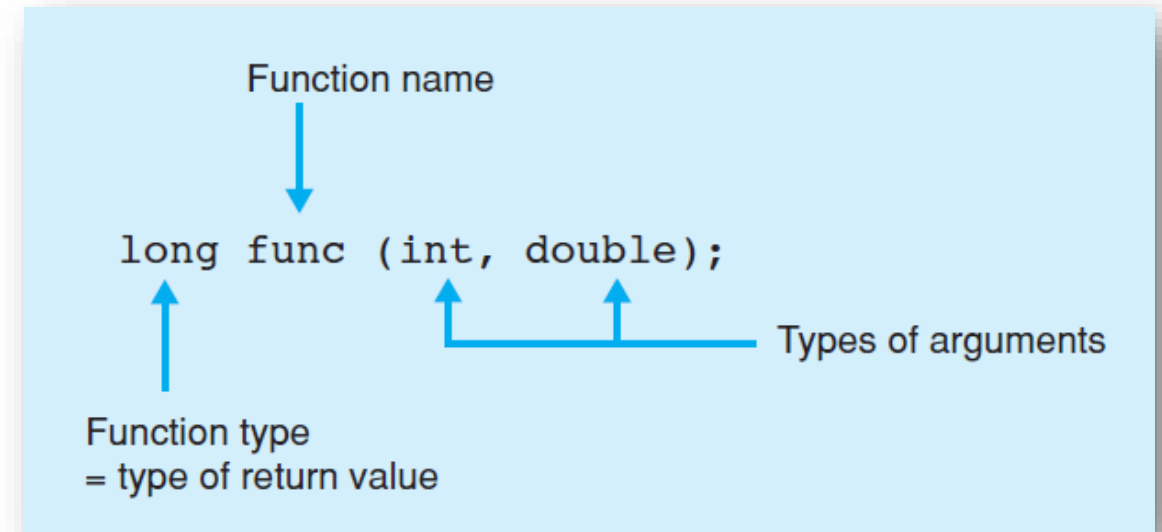 Function name
long func (int, double);
Types of arguments
Function type
= type of return value